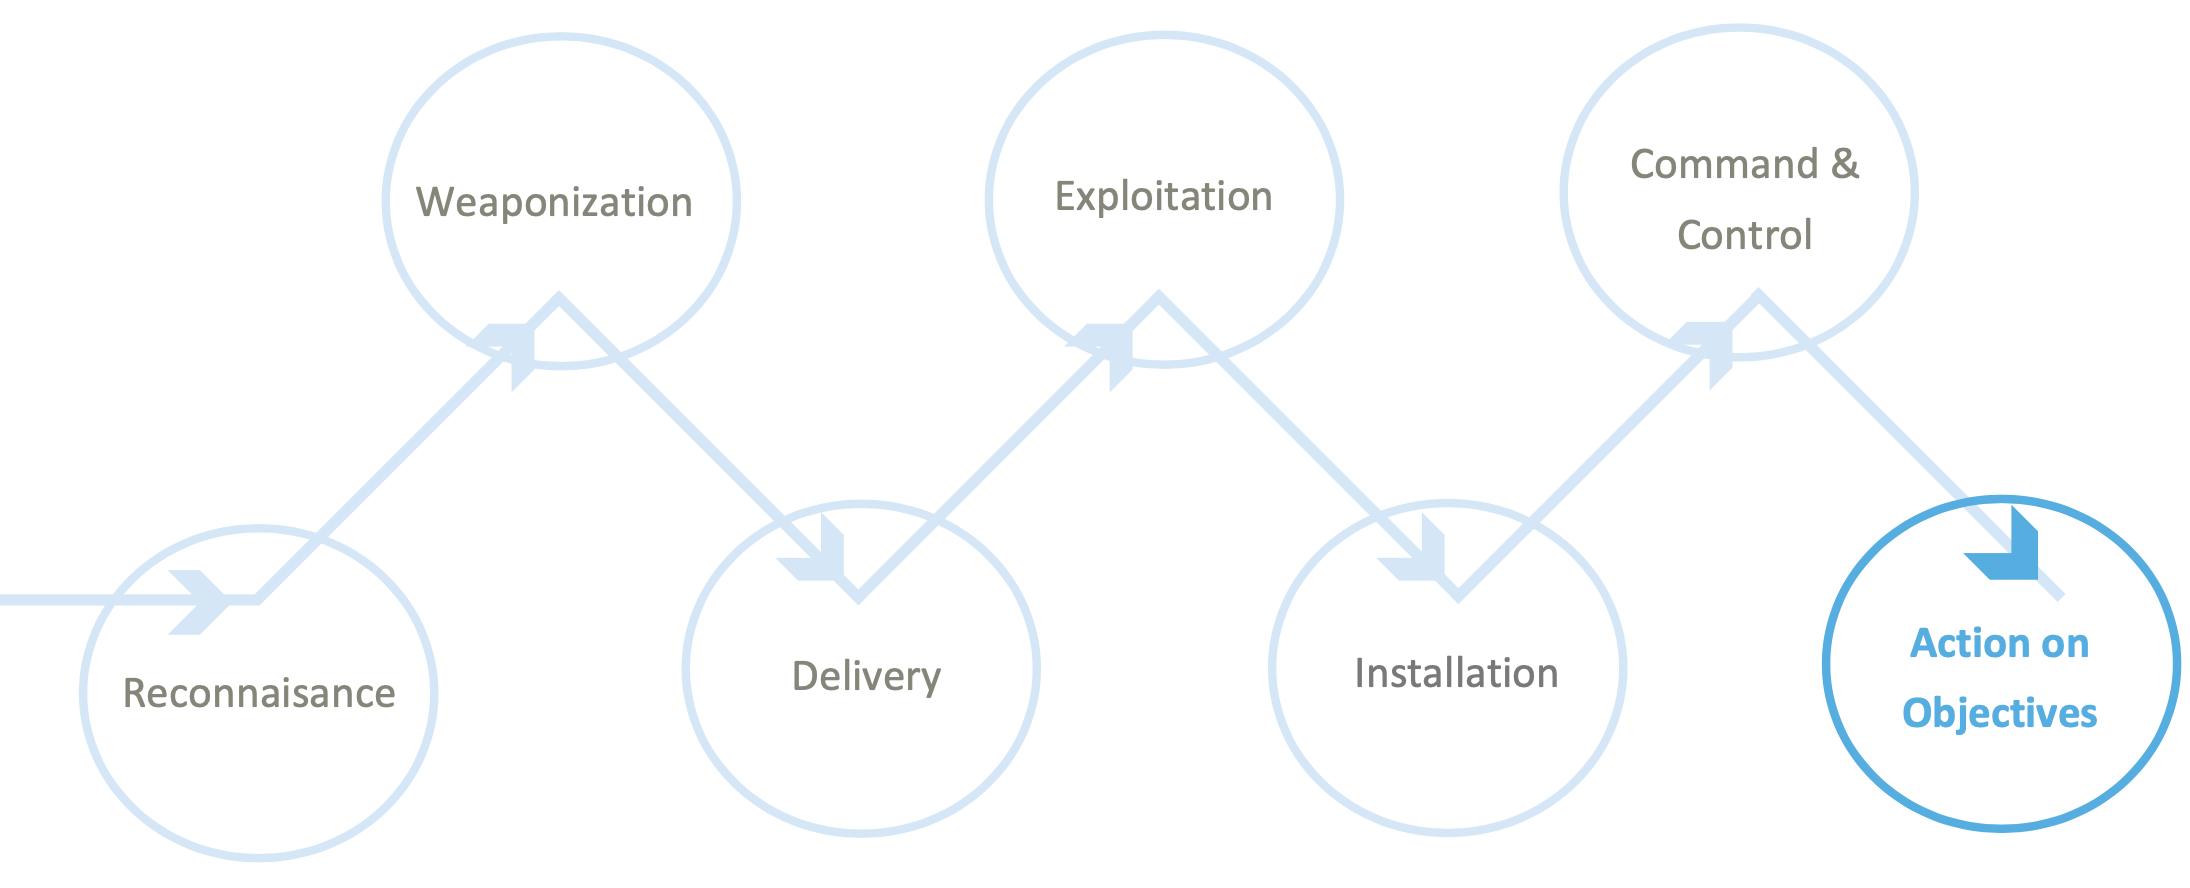 Reconnaisance
Weaponization
Delivery
Exploitation
Installation
Command &
Control
Action on
Objectives